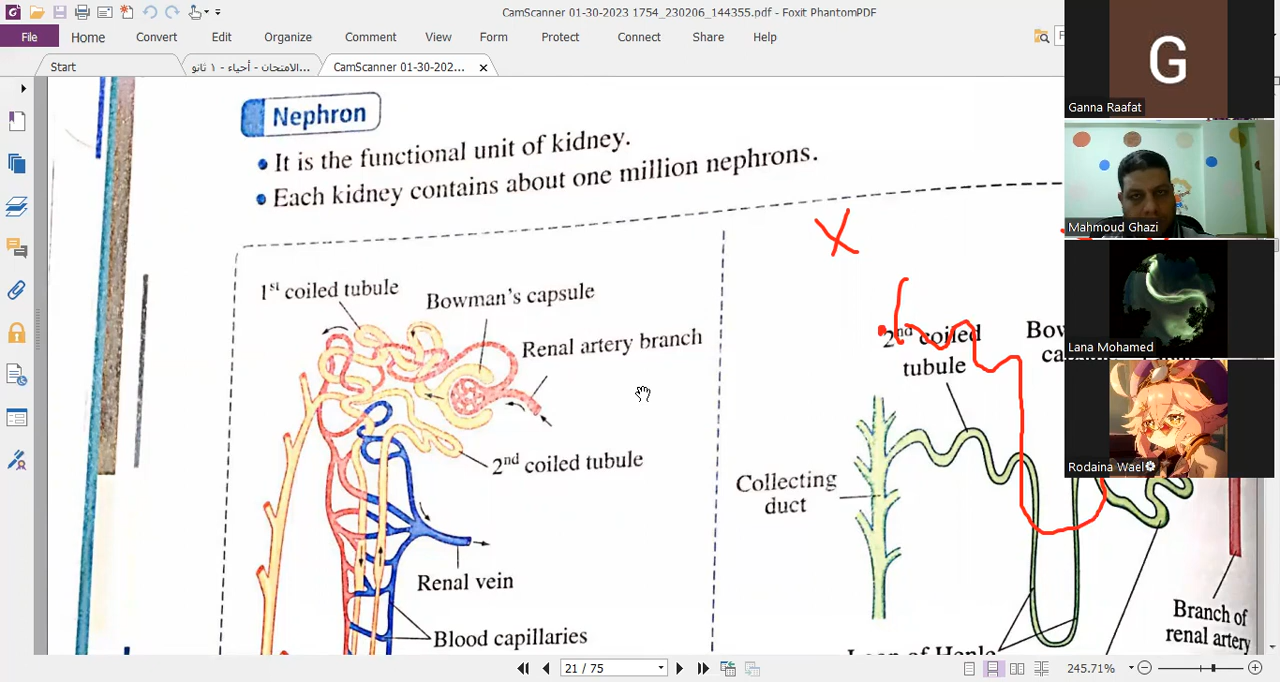 CamScanner 01-30-2023 1754_230206_144355.pdf - Foxit PhantomPDF
File Home Convert Edit Organize Comment View Form Protect Connect Share Help
Start
الامتحان - أحياء - ١ ثانو...
CamScanner 01-30-202...
Nephron
• It is the functional unit of kidney.
• Each kidney contains about one million nephrons.
1st coiled tubule
Bowman's capsule
Renal artery branch
2nd coiled tubule
Renal vein
Blood capillaries
X
2nd coiled
tubule
Collecting
duct
Loop of Henle
Branch of
renal artery
G
Ganna Raafat
Mahmoud Ghazi
Lana Mohamed
Rodaina Wael
21 / 75
245.71%